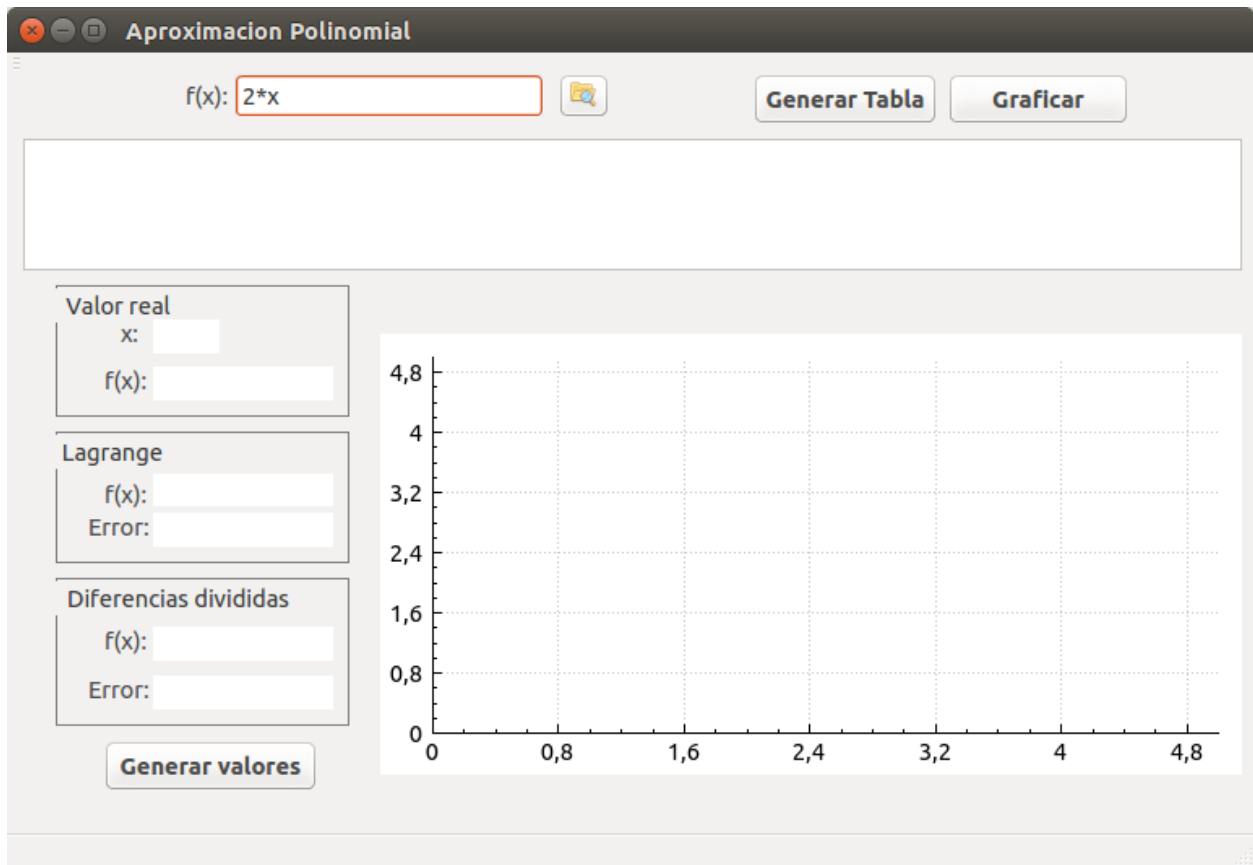 Aproximacion Polinomial
f(x): 2*x
Generar Tabla
Graficar
Valor real
x:
f(x):
Lagrange
f(x):
Error:
Diferencias divididas
f(x):
Error:
Generar valores
4,8
4
3,2
2,4
1,6
0,8
0
0 0,8 1,6 2,4 3,2 4 4,8